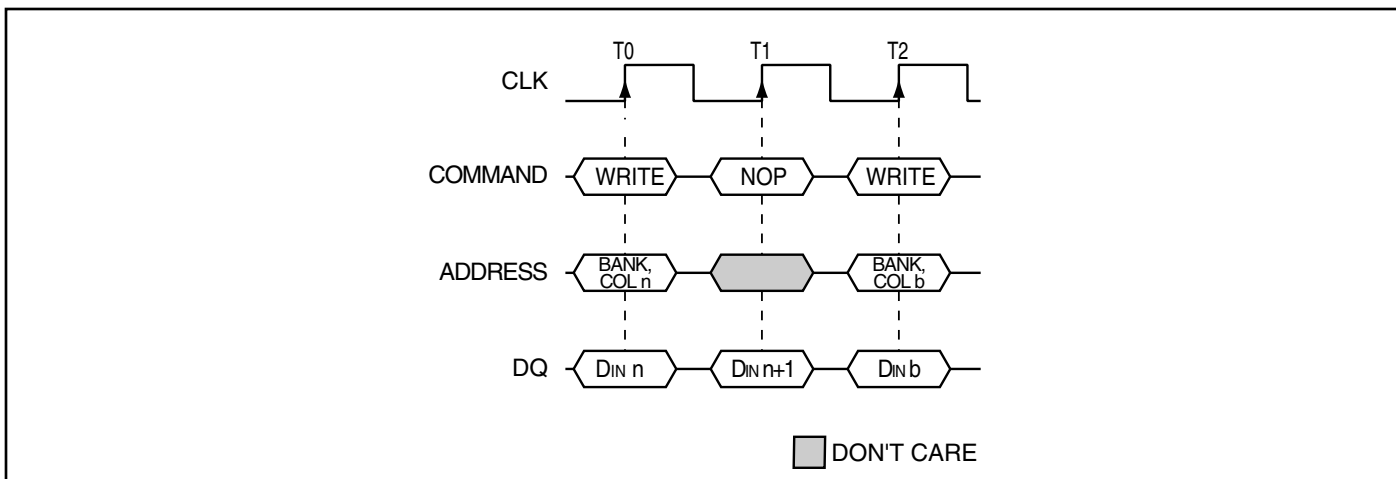 T0 T1 T2
CLK
COMMAND WRITE NOP WRITE
ADDRESS BANK, COL n BANK, COL b
DQ DIN n DIN n+1 DIN b
DON'T CARE